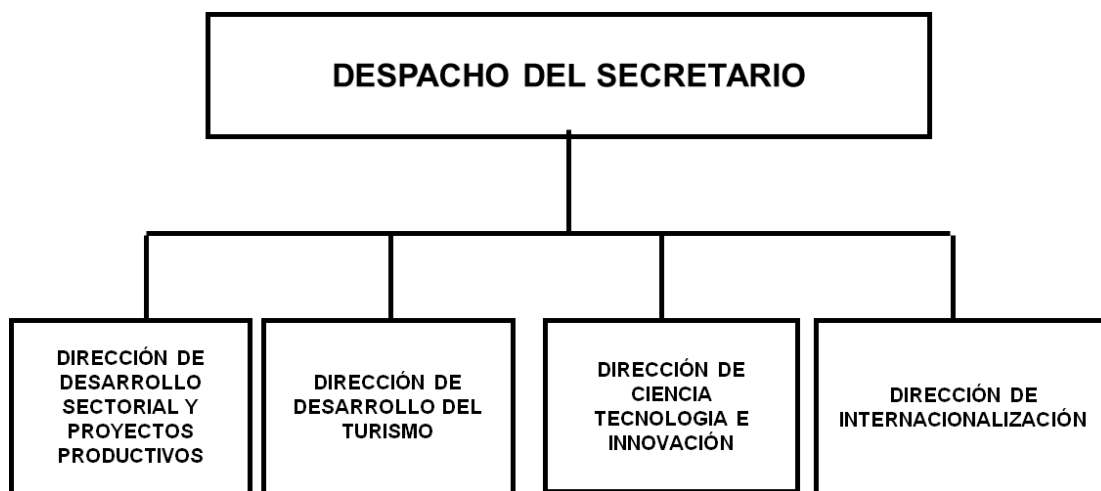 DESPACHO DEL SECRETARIO
DIRECCIÓN DE
DESARROLLO
SECTORIAL Y
PROYECTOS
PRODUCTIVOS
DIRECCIÓN DE
DESARROLLO DEL
TURISMO
DIRECCIÓN DE
CIENCIA
TECNOLOGIA E
INNOVACIÓN
DIRECCIÓN DE
INTERNACIONALIZACIÓN